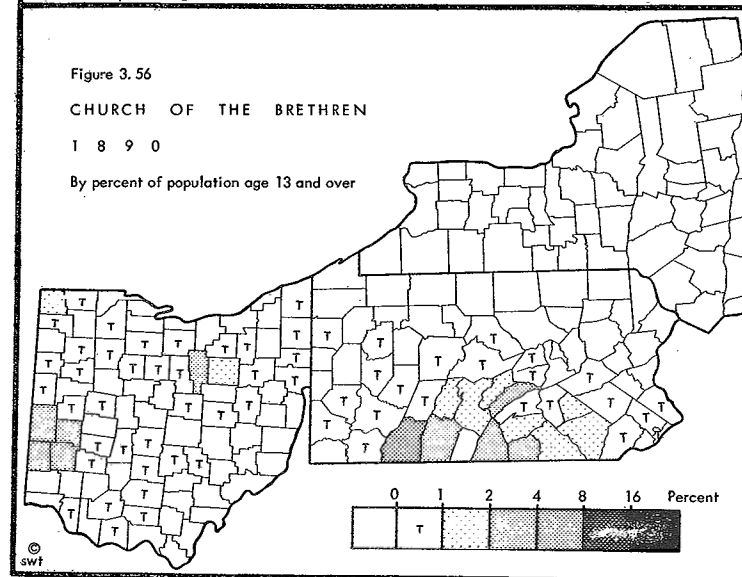 Figure 3.56
CHURCH OF THE BRETHREN
1 8 9 0
By percent of population age 13 and over
0 1 2 4 8 16 Percent
T
©
swt